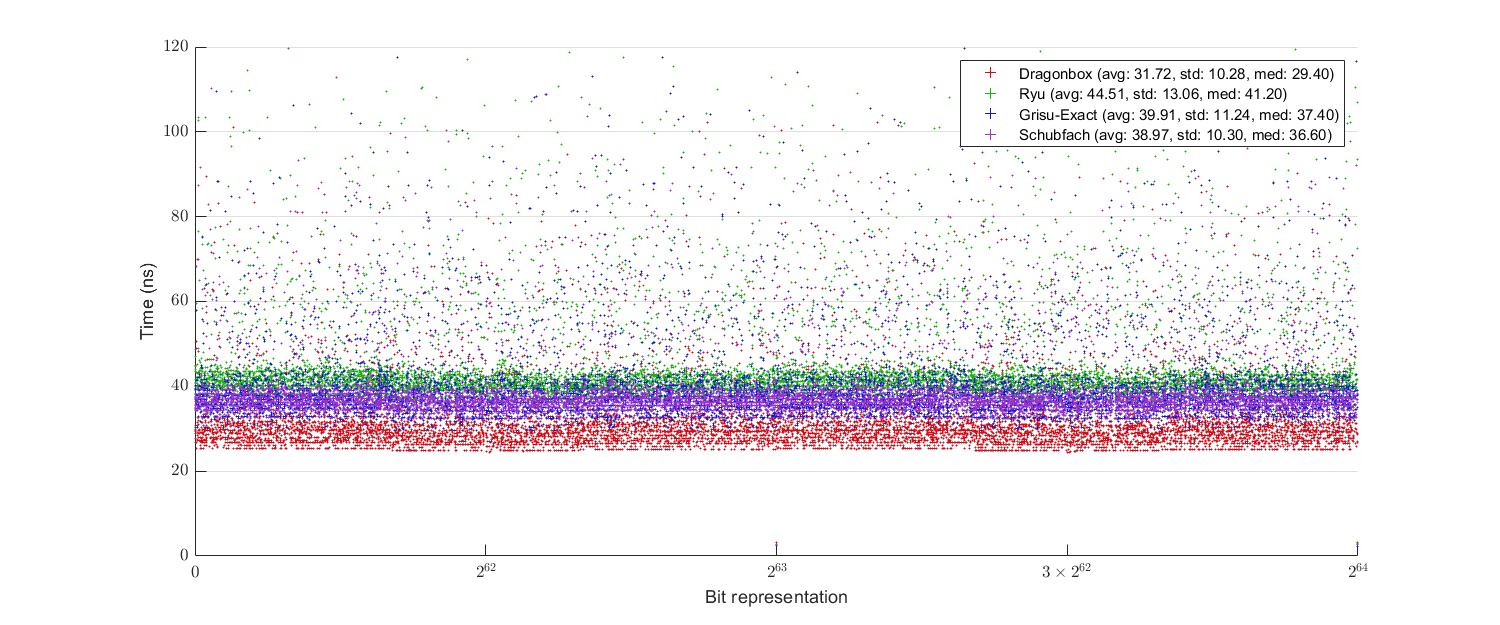 120
100
80
60
40
20
0
Time (ns)
Dragonbox (avg: 31.72, std: 10.28, med: 29.40)
Ryu (avg: 44.51, std: 13.06, med: 41.20)
Grisu-Exact (avg: 39.91, std: 11.24, med: 37.40)
Schubfach (avg: 38.97, std: 10.30, med: 36.60)
0 2^62 2^63 3 × 2^62 2^64
Bit representation